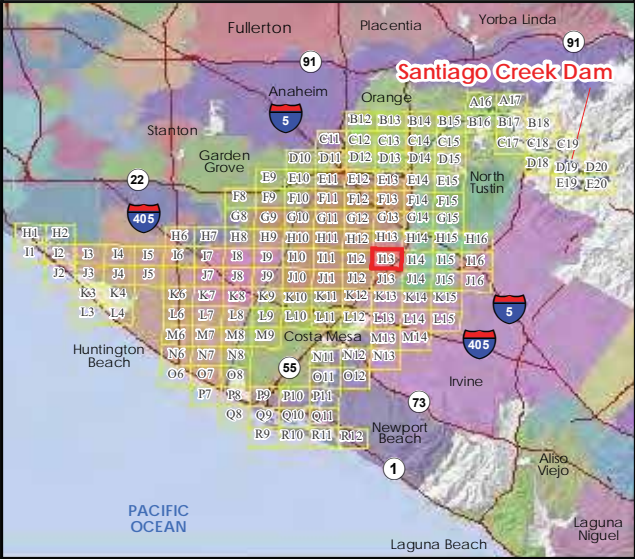 Fullerton
Placentia
Yorba Linda
91
91
Santiago Creek Dam
Anaheim
Orange
5
A16 A17
B12 B13 B14 B15 B16 B17 B18
Stanton
C11 C12 C13 C14 C15 C17 C18 C19
Garden
Grove
D10 D11 D12 D13 D14 D15 D18 D19 D20
North
Tustin
22
E9 E10 E11 E12 E13 E14 E15 E19 E20
F8 F9 F10 F11 F12 F13 F14 F15
405
G8 G9 G10 G11 G12 G13 G14 G15
H1 H2 H6 H7 H8 H9 H10 H11 H12 H13 H14 H15 H16
I1 I2 I3 I4 I5 I6 I7 I8 I9 I10 I11 I12 I13 I14 I15 I16
J2 J3 J4 J5 J7 J8 J9 J10 J11 J12 J13 J14 J15 J16
K3 K4 K6 K7 K8 K9 K10 K11 K12 K13 K14 K15
5
L3 L4 L6 L7 L8 L9 L10 L11 L12 L13 L14 L15
M6 M7 M8 M9 Costa Mesa M13 M14
405
Huntington
Beach
N6 N7 N8 N11 N12 N13
55
O6 O7 O8 O11 O12
Irvine
P7 P8 P9 P10 P11
73
Q8 Q9 Q10 Q11
R9 R10 R11 R12
Newport
Beach
1
Aliso
Viejo
PACIFIC
OCEAN
Laguna
Niguel
Laguna Beach